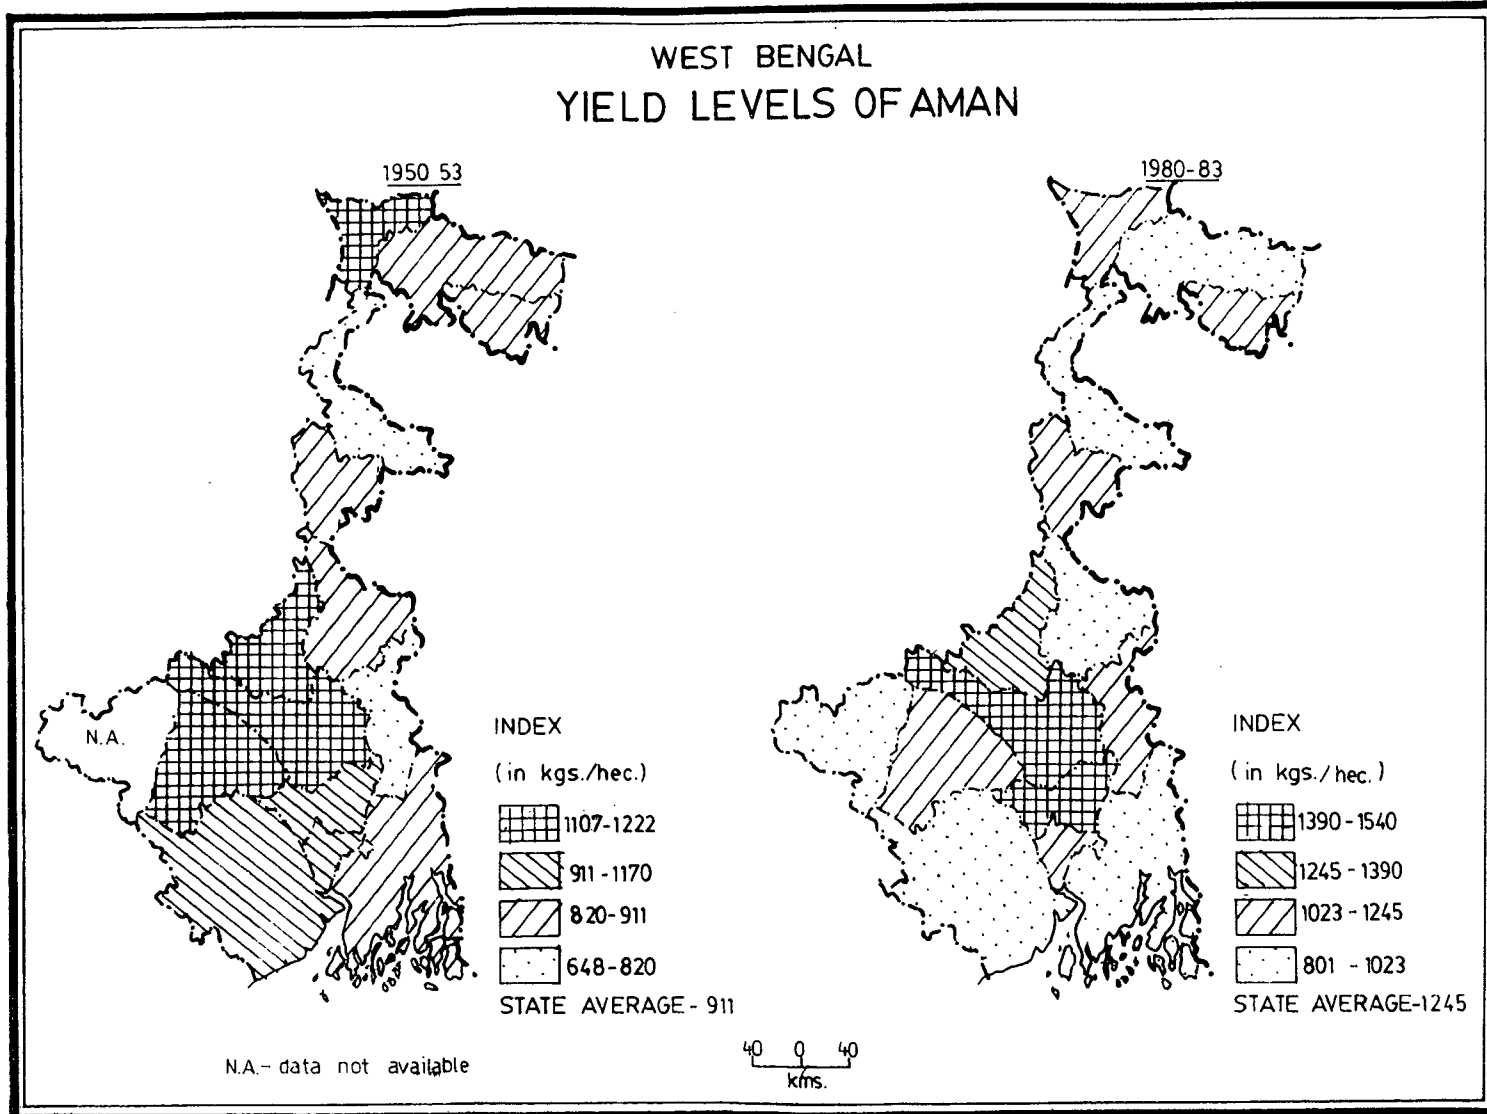 WEST BENGAL
YIELD LEVELS OF AMAN
1950 53
1980-83
N.A.
INDEX
(in kgs./hec.)
1107-1222
911-1170
820-911
648-820
STATE AVERAGE - 911
INDEX
(in kgs./hec.)
1390-1540
1245-1390
1023-1245
801-1023
STATE AVERAGE-1245
N.A.- data not available
40 0 40
kms.